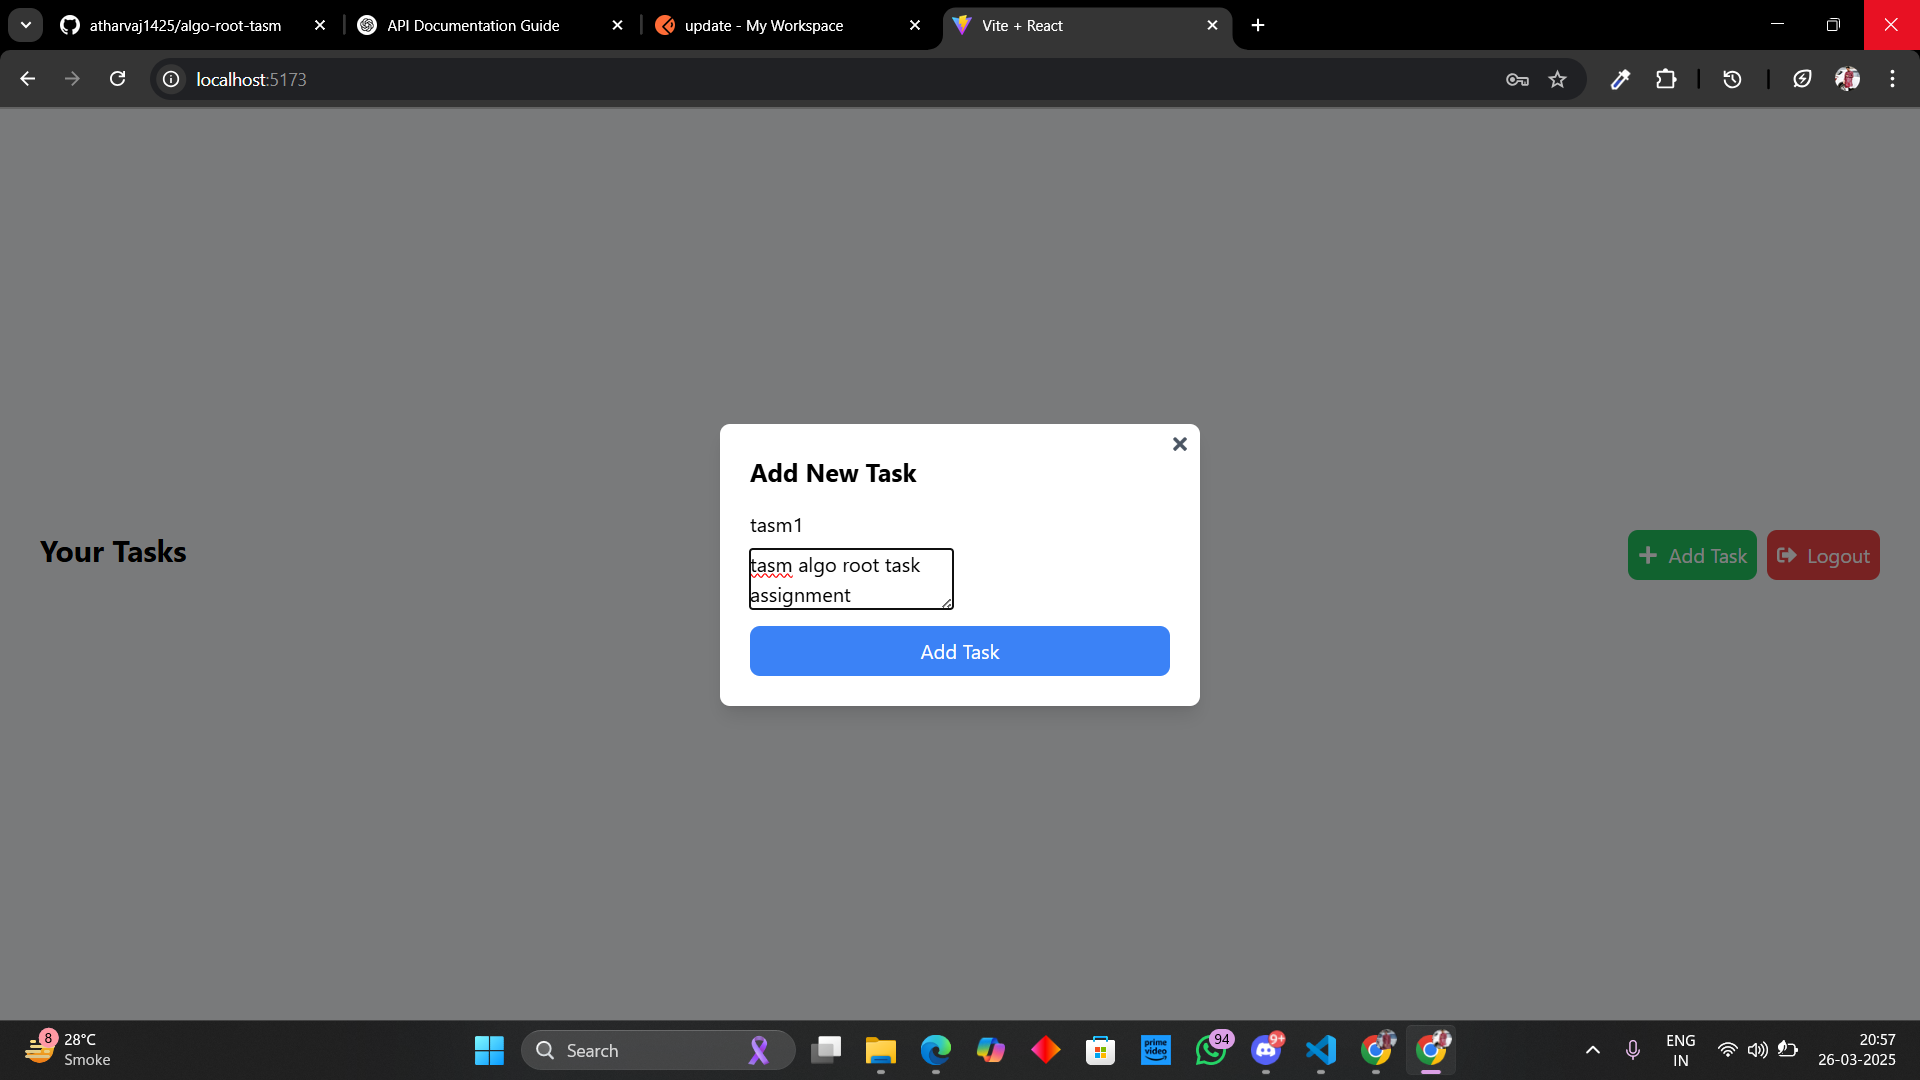 atharvaj1425/algo-root-tasm
API Documentation Guide
update - My Workspace
Vite + React
localhost:5173
Add New Task
tasm1
tasm algo root task
assignment
Add Task
Your Tasks
Add Task
Logout
8
28°C
Smoke
Search
prime
video
94
9+
ENG
IN
20:57
26-03-2025